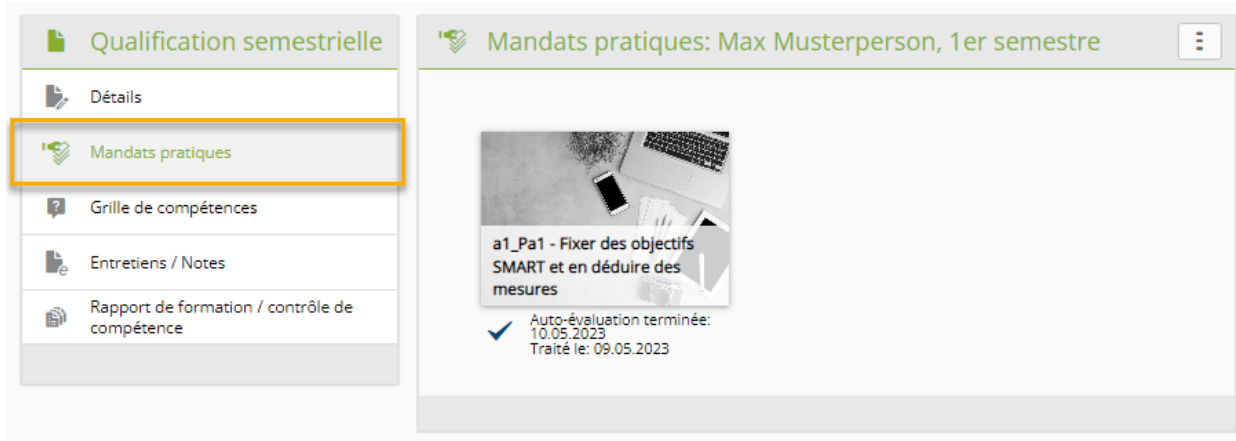 Qualification semestrielle
Détails
Mandats pratiques
Grille de compétences
Entretiens / Notes
Rapport de formation / contrôle de
compétence
Mandats pratiques: Max Musterperson, 1er semestre
a1_Pa1 - Fixer des objectifs
SMART et en déduire des
mesures
Auto-évaluation terminée:
10.05.2023
Traité le: 09.05.2023